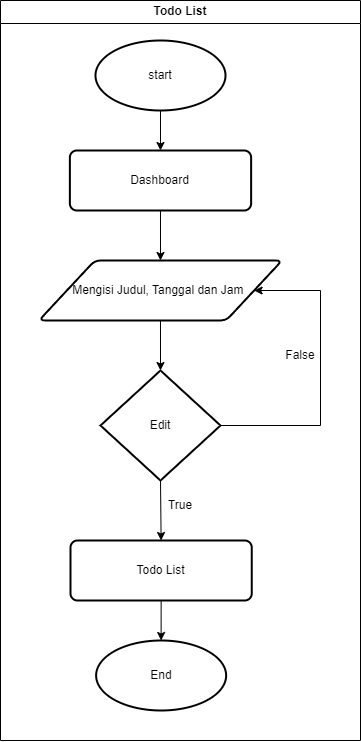 Todo List
start
Dashboard
Mengisi Judul, Tanggal dan Jam
False
Edit
True
Todo List
End